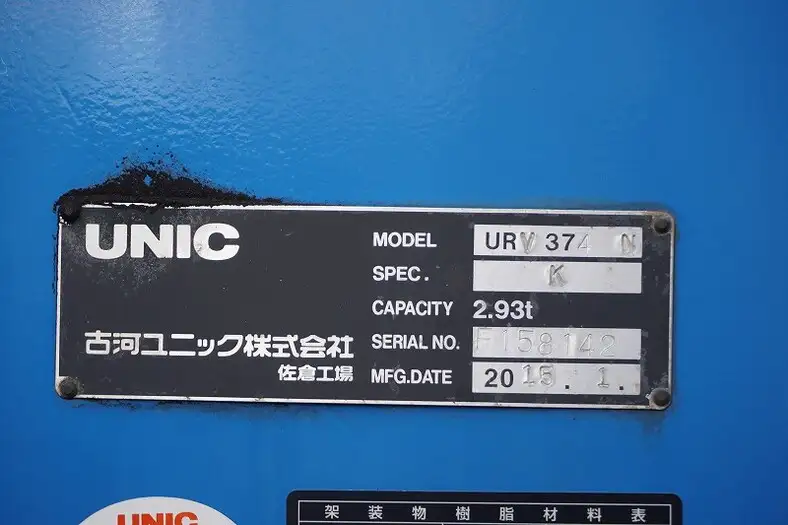 UNIC
MODEL URV374 N
SPEC. K
CAPACITY 2.93t
古河ユニック株式会社
SERIAL NO. F158142
佐倉工場
MFG.DATE 2015. 1.
UNIC
架装物樹脂材料表